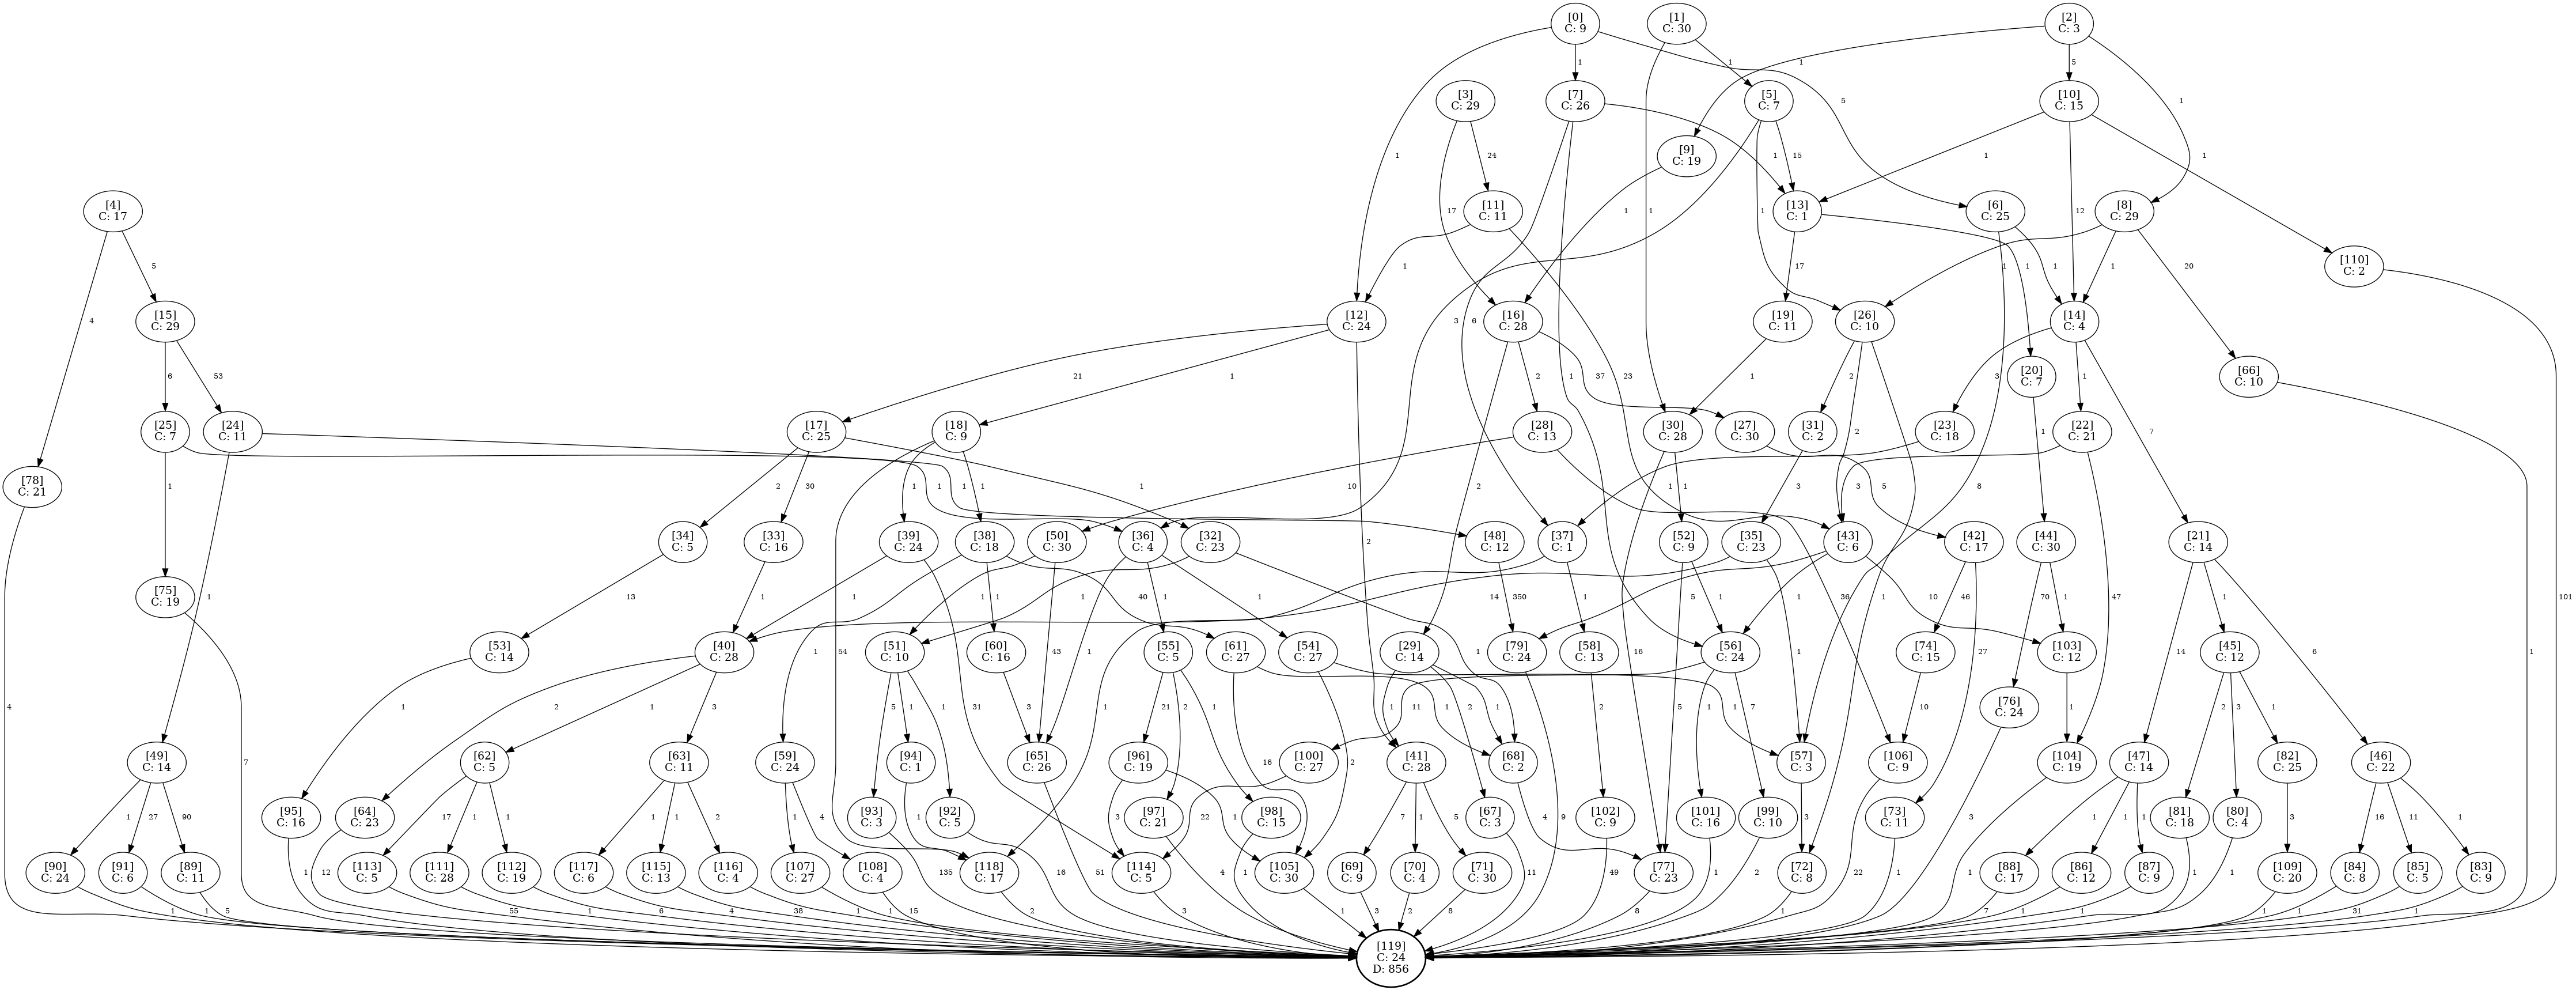 [0]
C: 9
[1]
C: 30
[2]
C: 3
1
1
1
5
[3]
C: 29
[7]
C: 26
[5]
C: 7
5
[10]
C: 15
1
1
24
1
15
[9]
C: 19
1
1
[4]
C: 17
17
[11]
C: 11
1
1
[13]
C: 1
1
[6]
C: 25
12
[8]
C: 29
5
1
1
17
1
1
1
1
20
[110]
C: 2
4
[15]
C: 29
[12]
C: 24
3
6
[16]
C: 28
[19]
C: 11
[26]
C: 10
[14]
C: 4
6
53
21
1
2
37
23
1
1
2
[20]
C: 7
3
1
[66]
C: 10
[25]
C: 7
[24]
C: 11
[17]
C: 25
[18]
C: 9
[28]
C: 13
[30]
C: 28
[27]
C: 30
[31]
C: 2
2
[23]
C: 18
1
[22]
C: 21
7
[78]
C: 21
1
1
1
2
30
1
1
1
10
2
1
1
3
5
8
3
47
[34]
C: 5
[33]
C: 16
[39]
C: 24
[38]
C: 18
[50]
C: 30
[36]
C: 4
[32]
C: 23
[48]
C: 12
[37]
C: 1
[52]
C: 9
[35]
C: 23
[43]
C: 6
[42]
C: 17
[44]
C: 30
[21]
C: 14
[75]
C: 19
1
13
1
1
1
40
1
1
1
1
350
14
1
1
5
1
36
10
46
70
1
14
1
101
[53]
C: 14
[40]
C: 28
54
1
[51]
C: 10
[60]
C: 16
43
1
[55]
C: 5
[61]
C: 27
[54]
C: 27
1
[29]
C: 14
[79]
C: 24
[58]
C: 13
16
[56]
C: 24
1
[74]
C: 15
27
[103]
C: 12
[45]
C: 12
6
1
4
1
2
1
3
31
5
1
1
3
21
2
1
1
2
1
2
1
11
1
2
5
1
7
1
10
[76]
C: 24
1
2
3
1
7
[49]
C: 14
[62]
C: 5
[63]
C: 11
[59]
C: 24
[94]
C: 1
[65]
C: 26
[96]
C: 19
16
2
[100]
C: 27
[41]
C: 28
[68]
C: 2
[57]
C: 3
[106]
C: 9
[104]
C: 19
[47]
C: 14
[82]
C: 25
[46]
C: 22
1
27
90
[95]
C: 16
[64]
C: 23
17
1
1
1
1
2
1
4
[93]
C: 3
1
[92]
C: 5
3
[97]
C: 21
1
[98]
C: 15
22
7
1
5
[67]
C: 3
4
[102]
C: 9
[101]
C: 16
[99]
C: 10
3
[73]
C: 11
3
1
1
1
[81]
C: 18
[80]
C: 4
3
16
11
1
[90]
C: 24
[91]
C: 6
[89]
C: 11
1
12
[113]
C: 5
[111]
C: 28
[112]
C: 19
[117]
C: 6
[115]
C: 13
[116]
C: 4
[107]
C: 27
[108]
C: 4
135
[118]
C: 17
16
51
[114]
C: 5
4
1
[105]
C: 30
[69]
C: 9
[70]
C: 4
[71]
C: 30
11
9
49
[77]
C: 23
1
2
[72]
C: 8
22
1
1
[88]
C: 17
[86]
C: 12
[87]
C: 9
1
1
[109]
C: 20
[84]
C: 8
[85]
C: 5
[83]
C: 9
1
1
5
55
1
6
4
38
1
1
15
2
3
1
3
2
8
8
1
7
1
1
1
1
31
1
[119]
C: 24
D: 856